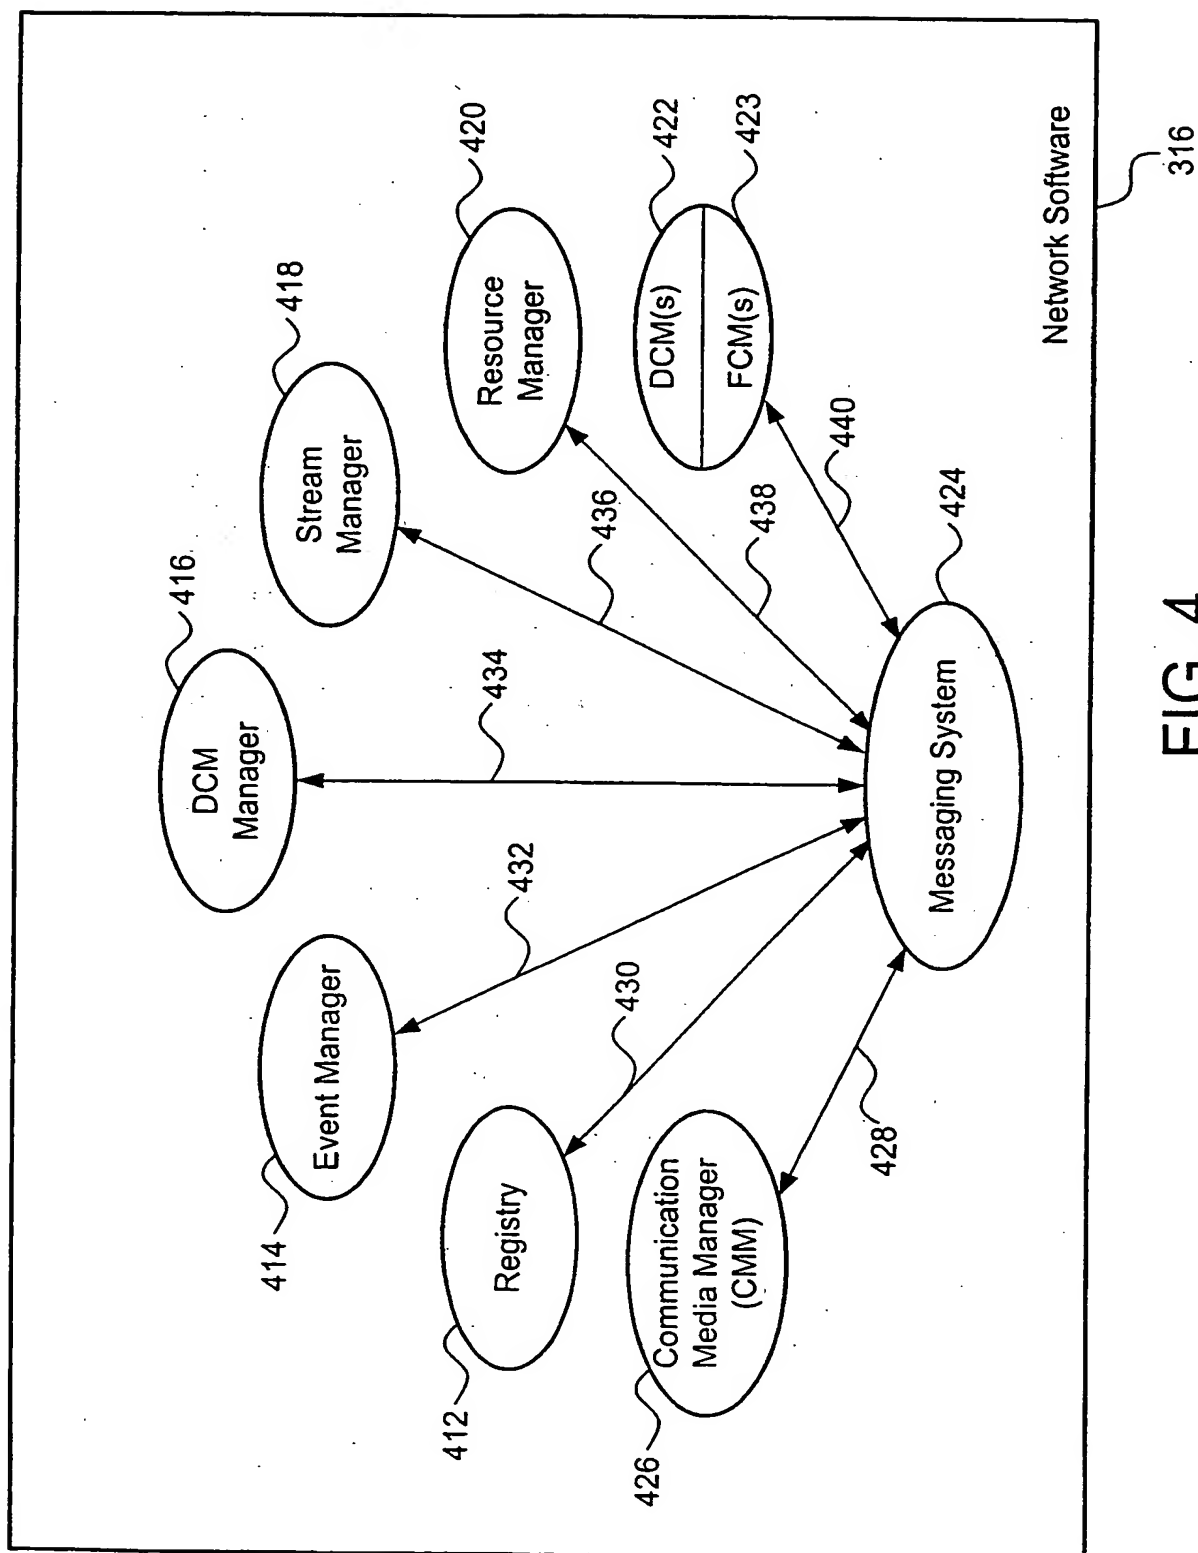 416
DCM
Manager
418
Stream
Manager
414
Event Manager
420
Resource
Manager
412
Registry
434
432
436
422
DCM(s)
FCM(s)
423
426
Communication
Media Manager
(CMM)
430
438
440
428
424
Messaging System
Network Software
316
FIG. 4